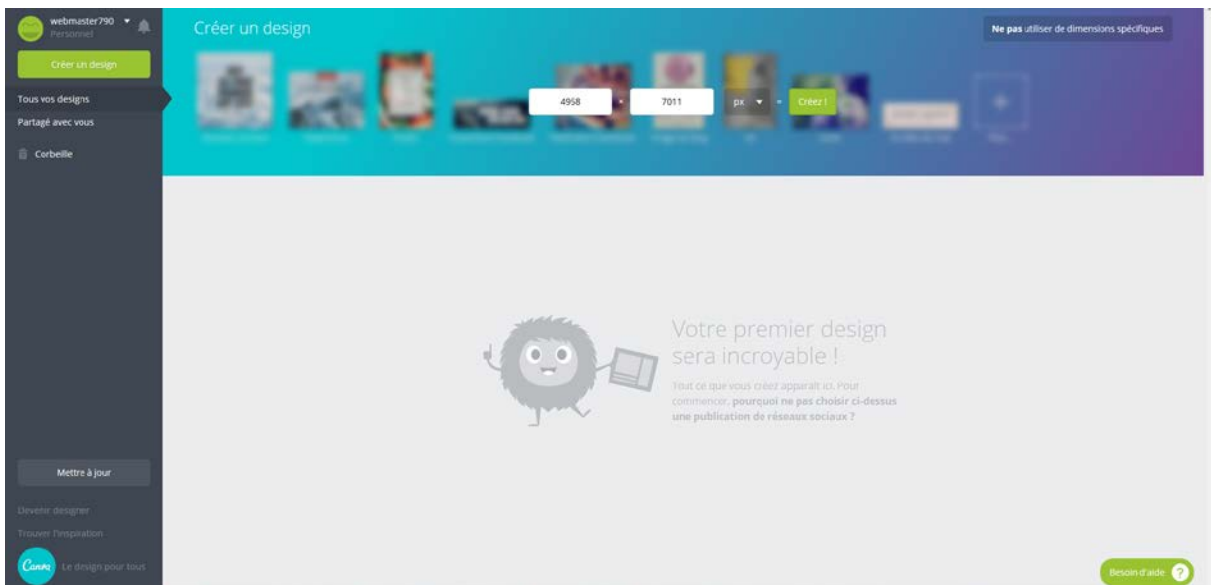 webmaster790
Personnel
Créer un design
Tous vos designs
Partagé avec vous
Corbeille
Mettre à jour
Devenir designer
Trouver l'inspiration
Canva
Le design pour tous
Créer un design
Ne pas utiliser de dimensions spécifiques
4958
×
7011
px
=
Créez !
Votre premier design
sera incroyable !
Tout ce que vous créez apparaît ici. Pour
commencer, pourquoi ne pas choisir ci-dessus
une publication de réseaux sociaux ?
Besoin d'aide ?